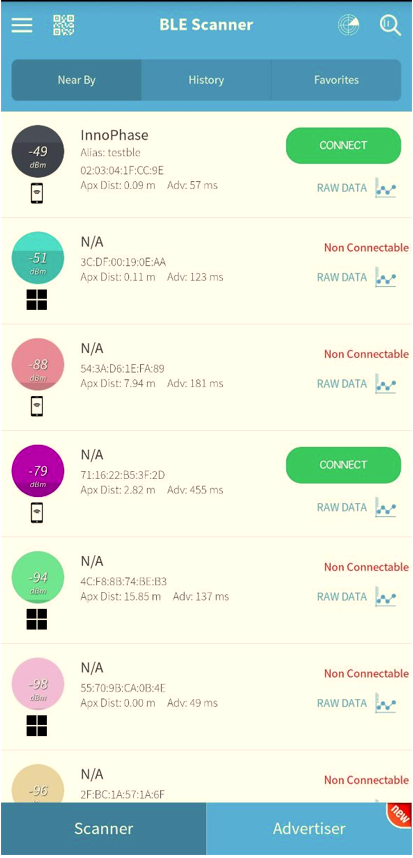 BLE Scanner
Near By
History
Favorites
-49
dBm
InnoPhase
Alias: testble
02:03:04:1F:CC:9E
Apx Dist: 0.09 m Adv: 57 ms
CONNECT
RAW DATA
-51
dBm
N/A
3C:DF:00:19:0E:AA
Apx Dist: 0.11 m Adv: 123 ms
Non Connectable
RAW DATA
-88
dBm
N/A
54:3A:D6:1E:FA:89
Apx Dist: 7.94 m Adv: 181 ms
Non Connectable
RAW DATA
-79
dBm
N/A
71:16:22:B5:3F:2D
Apx Dist: 2.82 m Adv: 455 ms
CONNECT
RAW DATA
-94
dBm
N/A
4C:F8:8B:74:BE:B3
Apx Dist: 15.85 m Adv: 137 ms
Non Connectable
RAW DATA
-98
dBm
N/A
55:70:9B:CA:0B:4E
Apx Dist: 0.00 m Adv: 49 ms
Non Connectable
RAW DATA
-96
dBm
N/A
2F:BC:1A:57:1A:6F
Non Connectable
RAW DATA
Scanner
Advertiser
new